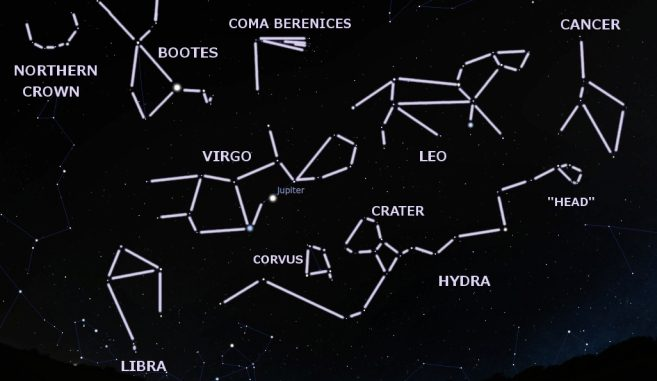 COMA BERENICES
CANCER
BOOTES
NORTHERN
CROWN
VIRGO
LEO
Jupiter
"HEAD"
CRATER
CORVUS
HYDRA
LIBRA